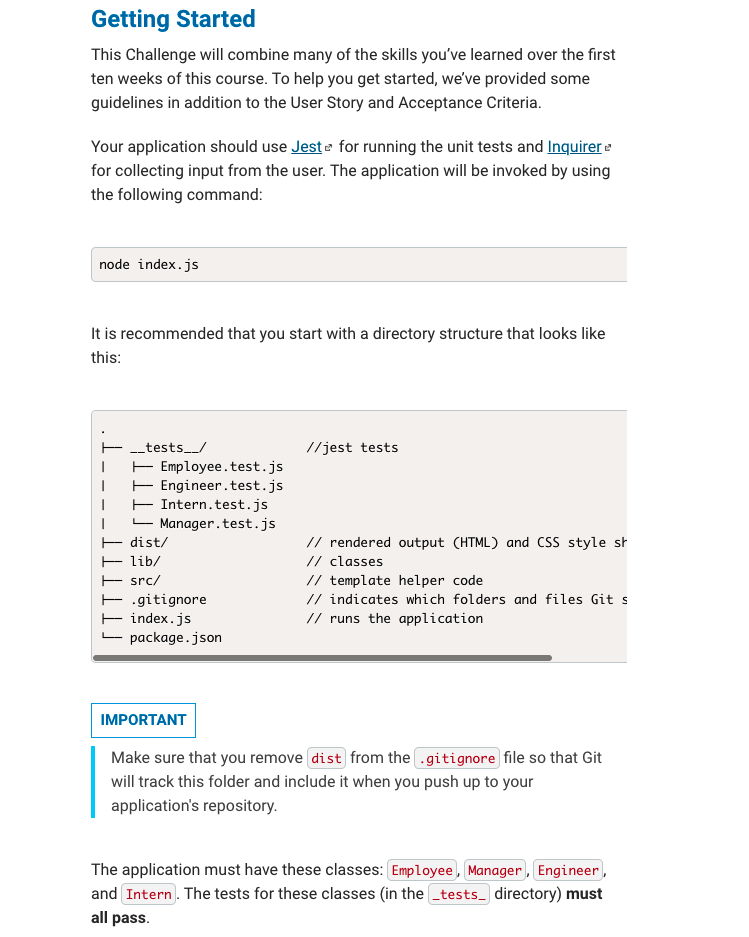 Getting Started
This Challenge will combine many of the skills you’ve learned over the first
ten weeks of this course. To help you get started, we’ve provided some
guidelines in addition to the User Story and Acceptance Criteria.
Your application should use Jest for running the unit tests and Inquirer
for collecting input from the user. The application will be invoked by using
the following command:
node index.js
It is recommended that you start with a directory structure that looks like
this:
.
├── __tests__/ //jest tests
│ ├── Employee.test.js
│ ├── Engineer.test.js
│ ├── Intern.test.js
│ └── Manager.test.js
├── dist/ // rendered output (HTML) and CSS style sh
├── lib/ // classes
├── src/ // template helper code
├── .gitignore // indicates which folders and files Git s
├── index.js // runs the application
└── package.json
IMPORTANT
Make sure that you remove dist from the .gitignore file so that Git
will track this folder and include it when you push up to your
application's repository.
The application must have these classes: Employee, Manager, Engineer,
and Intern. The tests for these classes (in the _tests_ directory) must
all pass.